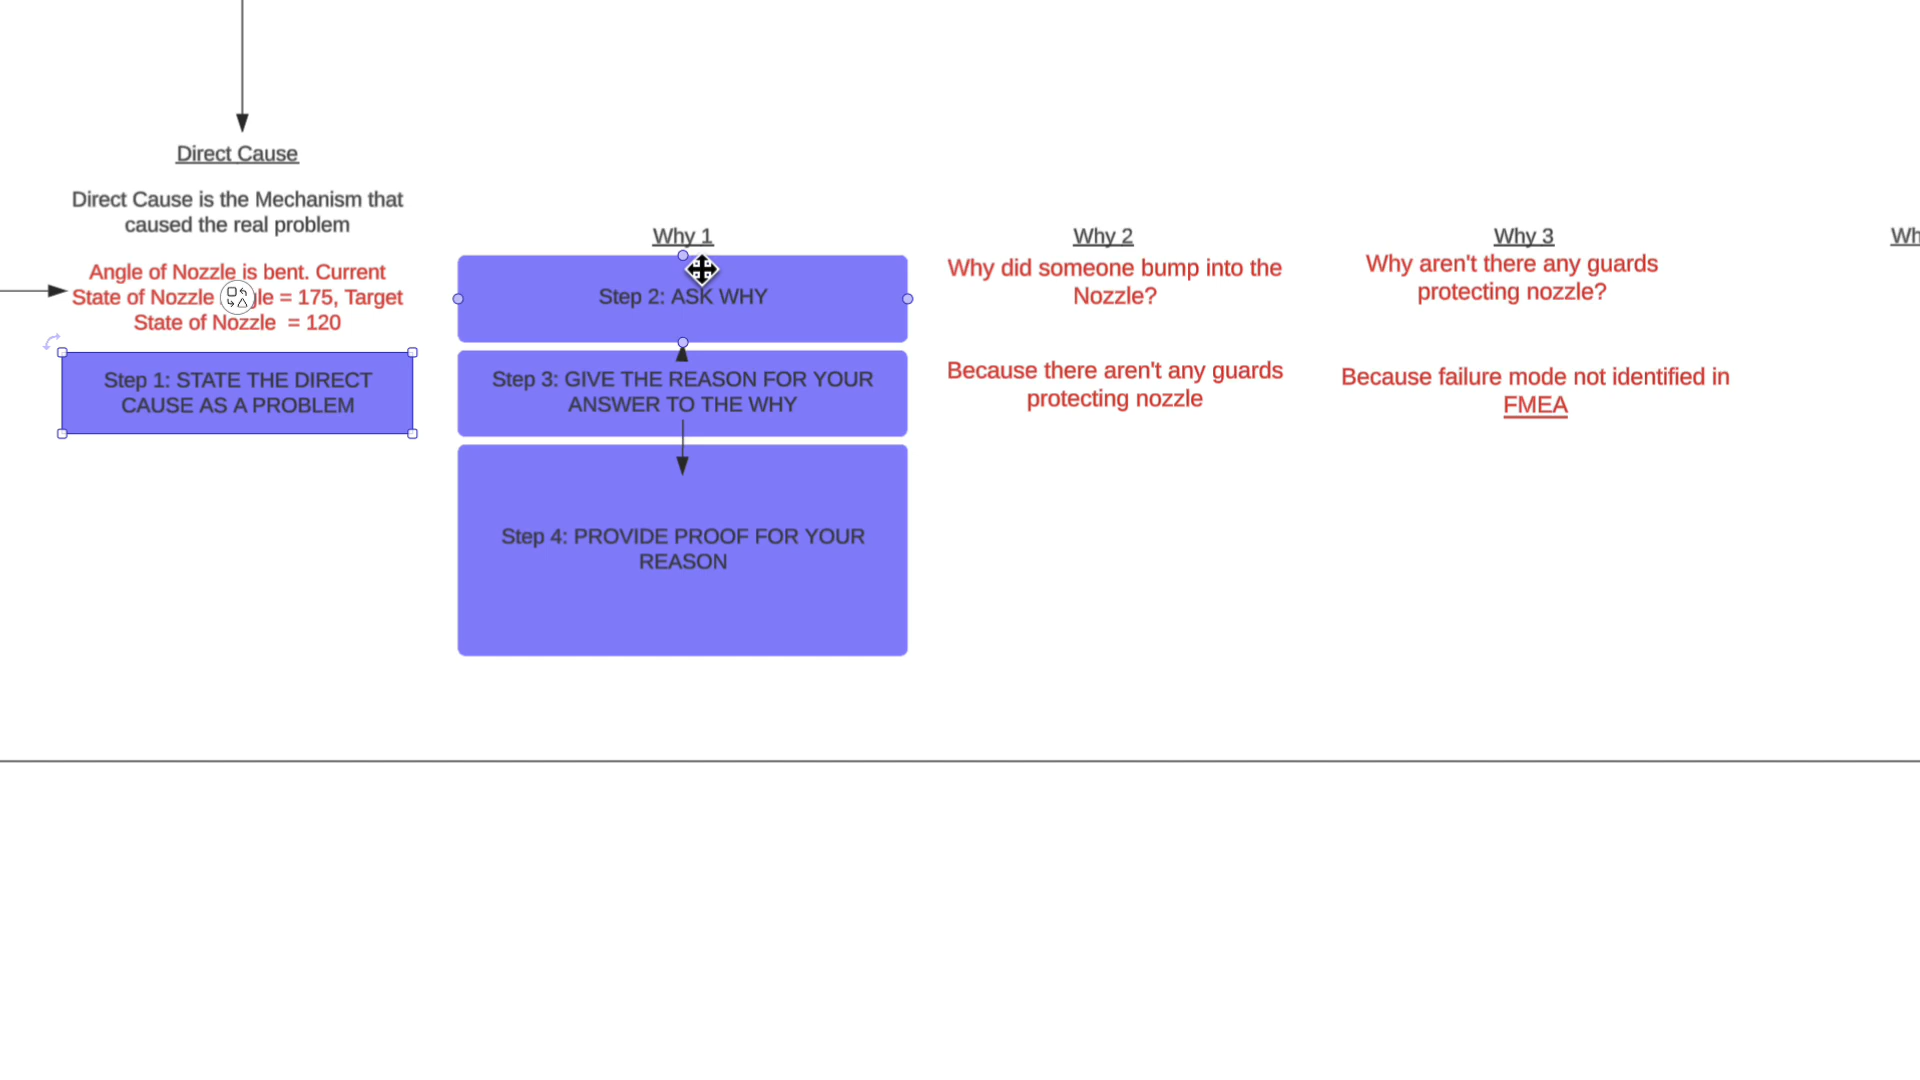 Direct Cause
Direct Cause is the Mechanism that
caused the real problem
Angle of Nozzle is bent. Current
State of Nozzle = 175, Target
State of Nozzle = 120
Step 1: STATE THE DIRECT
CAUSE AS A PROBLEM
Why 1
Step 2: ASK WHY
Step 3: GIVE THE REASON FOR YOUR
ANSWER TO THE WHY
Step 4: PROVIDE PROOF FOR YOUR
REASON
Why 2
Why did someone bump into the
Nozzle?
Because there aren't any guards
protecting nozzle
Why 3
Why aren't there any guards
protecting nozzle?
Because failure mode not identified in
FMEA